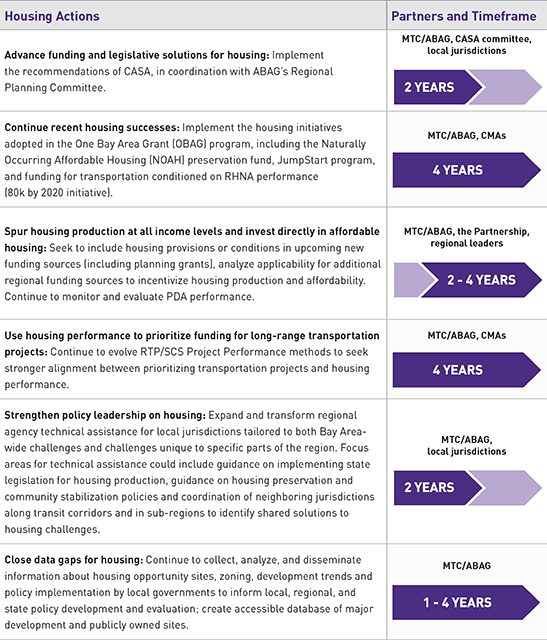 Housing Actions
Partners and Timeframe
Advance funding and legislative solutions for housing: Implement
the recommendations of CASA, in coordination with ABAG's Regional
Planning Committee.
MTC/ABAG, CASA committee,
local jurisdictions
2 YEARS
Continue recent housing successes: Implement the housing initiatives
adopted in the One Bay Area Grant (OBAG) program, including the Naturally
Occurring Affordable Housing (NOAH) preservation fund, JumpStart program,
and funding for transportation conditioned on RHNA performance
(80k by 2020 initiative).
MTC/ABAG, CMAs
4 YEARS
Spur housing production at all income levels and invest directly in affordable
housing: Seek to include housing provisions or conditions in upcoming new
funding sources (including planning grants), analyze applicability for additional
regional funding sources to incentivize housing production and affordability.
Continue to monitor and evaluate PDA performance.
MTC/ABAG, the Partnership,
regional leaders
2 - 4 YEARS
Use housing performance to prioritize funding for long-range transportation
projects: Continue to evolve RTP/SCS Project Performance methods to seek
stronger alignment between prioritizing transportation projects and housing
performance.
MTC/ABAG, CMAs
4 YEARS
Strengthen policy leadership on housing: Expand and transform regional
agency technical assistance for local jurisdictions tailored to both Bay Area-
wide challenges and challenges unique to specific parts of the region. Focus
areas for technical assistance could include guidance on implementing state
legislation for housing production, guidance on housing preservation and
community stabilization policies and coordination of neighboring jurisdictions
along transit corridors and in sub-regions to identify shared solutions to
housing challenges.
MTC/ABAG,
local jurisdictions
2 YEARS
Close data gaps for housing: Continue to collect, analyze, and disseminate
information about housing opportunity sites, zoning, development trends and
policy implementation by local governments to inform local, regional, and
state policy development and evaluation; create accessible database of major
development and publicly owned sites.
MTC/ABAG
1 - 4 YEARS